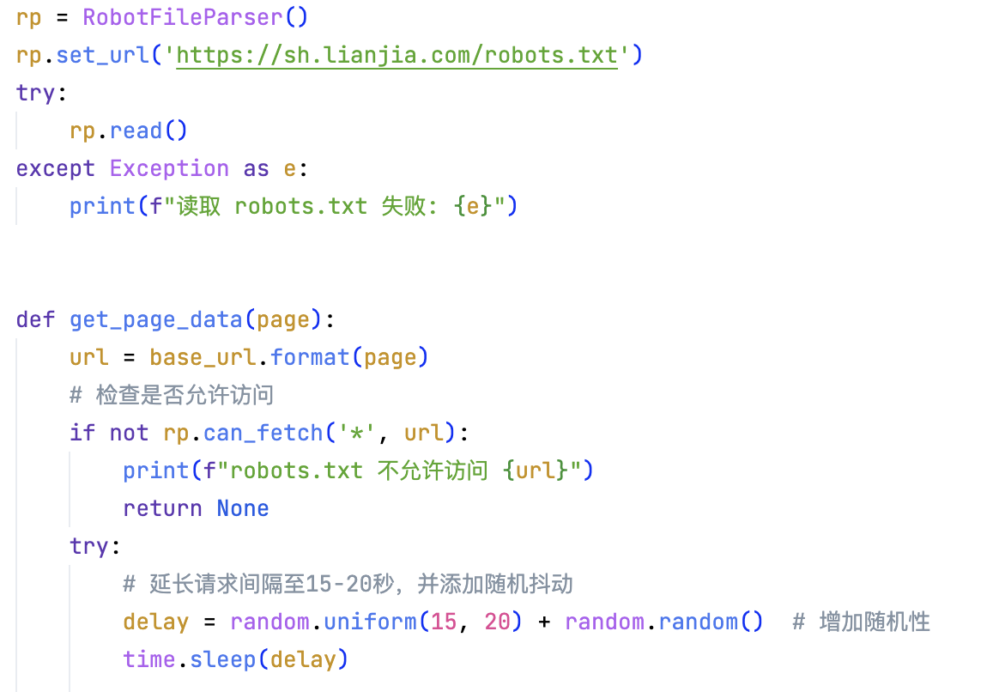 rp = RobotFileParser()
rp.set_url('https://sh.lianjia.com/robots.txt')
try:
    rp.read()
except Exception as e:
    print(f"读取 robots.txt 失败: {e}")
def get_page_data(page):
    url = base_url.format(page)
    # 检查是否允许访问
    if not rp.can_fetch('*', url):
        print(f"robots.txt 不允许访问 {url}")
        return None
    try:
        # 延长请求间隔至15-20秒，并添加随机抖动
        delay = random.uniform(15, 20) + random.random()  # 增加随机性
        time.sleep(delay)